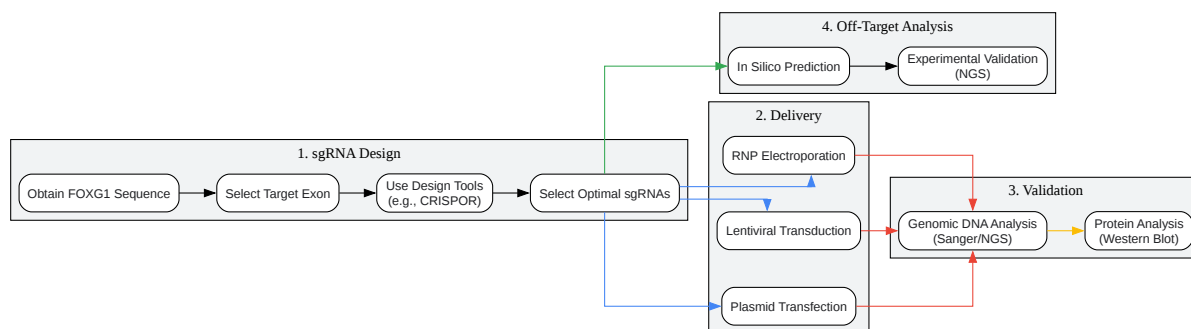 4. Off-Target Analysis
In Silico Prediction
Experimental Validation
(NGS)
2. Delivery
1. sgRNA Design
RNP Electroporation
Obtain FOXG1 Sequence
Select Target Exon
Use Design Tools
(e.g., CRISPOR)
Select Optimal sgRNAs
3. Validation
Lentiviral Transduction
Genomic DNA Analysis
(Sanger/NGS)
Protein Analysis
(Western Blot)
Plasmid Transfection